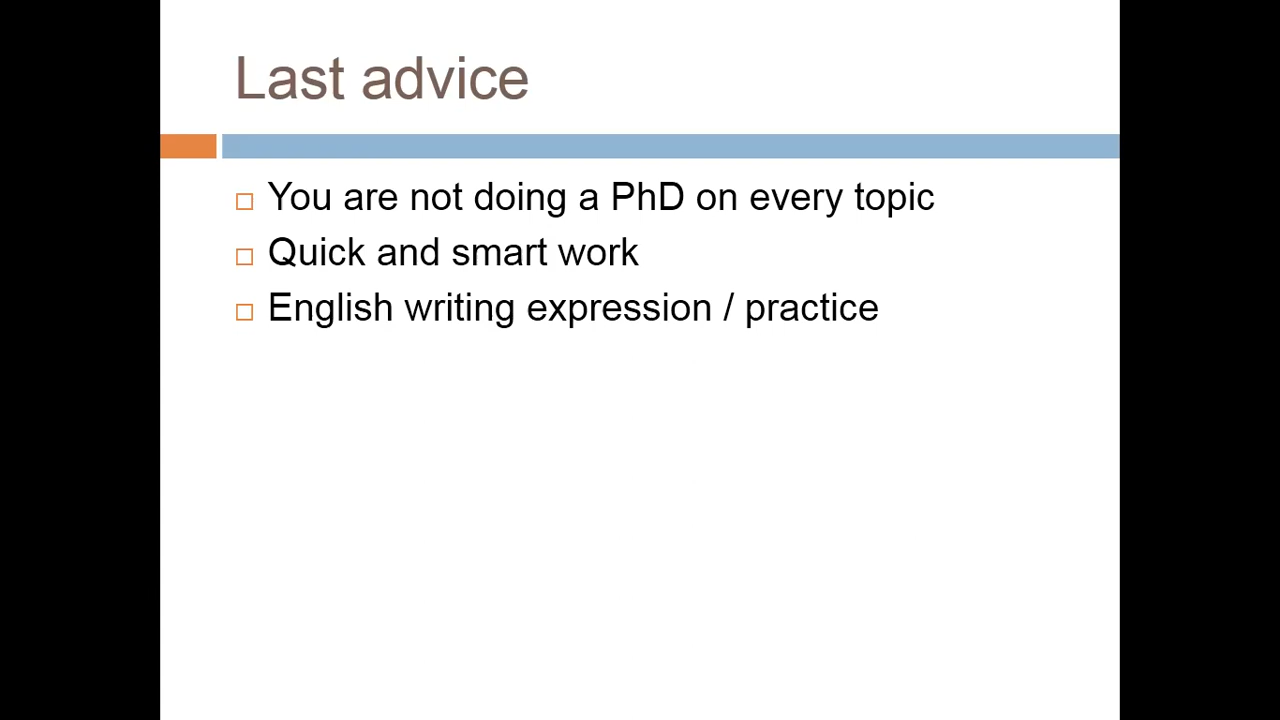 Last advice
You are not doing a PhD on every topic
Quick and smart work
English writing expression / practice